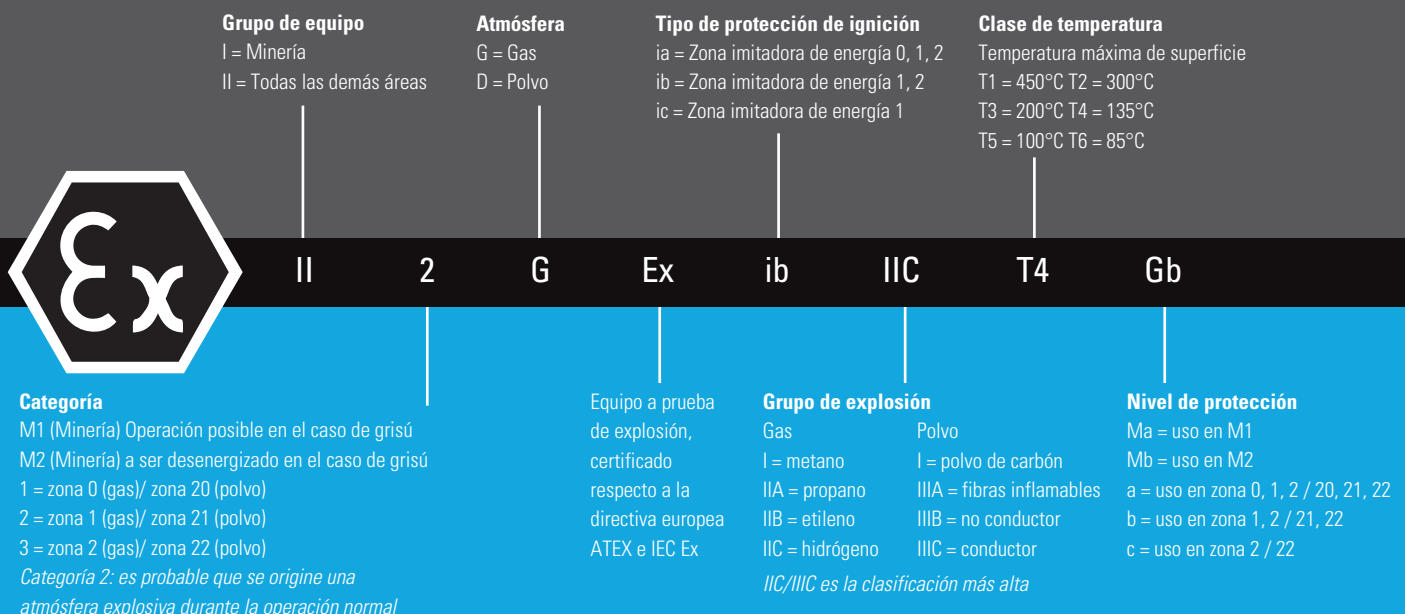 Grupo de equipo
I = Minería
II = Todas las demás áreas
Atmósfera
G = Gas
D = Polvo
Tipo de protección de ignición
ia = Zona imitadora de energía 0, 1, 2
ib = Zona imitadora de energía 1, 2
ic = Zona imitadora de energía 1
Clase de temperatura
Temperatura máxima de superficie
T1 = 450°C T2 = 300°C
T3 = 200°C T4 = 135°C
T5 = 100°C T6 = 85°C
Ex
II 2 G Ex ib IIC T4 Gb
Categoría
M1 (Minería) Operación posible en el caso de grisú
M2 (Minería) a ser desenergizado en el caso de grisú
1 = zona 0 (gas)/ zona 20 (polvo)
2 = zona 1 (gas)/ zona 21 (polvo)
3 = zona 2 (gas)/ zona 22 (polvo)
Categoría 2: es probable que se origine una
atmósfera explosiva durante la operación normal
Equipo a prueba
de explosión,
certificado
respecto a la
directiva europea
ATEX e IEC Ex
Grupo de explosión
Gas
I = metano
IIA = propano
IIB = etileno
IIC = hidrógeno
Polvo
I = polvo de carbón
IIIA = fibras inflamables
IIIB = no conductor
IIIC = conductor
IIC/IIIC es la clasificación más alta
Nivel de protección
Ma = uso en M1
Mb = uso en M2
a = uso en zona 0, 1, 2 / 20, 21, 22
b = uso en zona 1, 2 / 21, 22
c = uso en zona 2 / 22